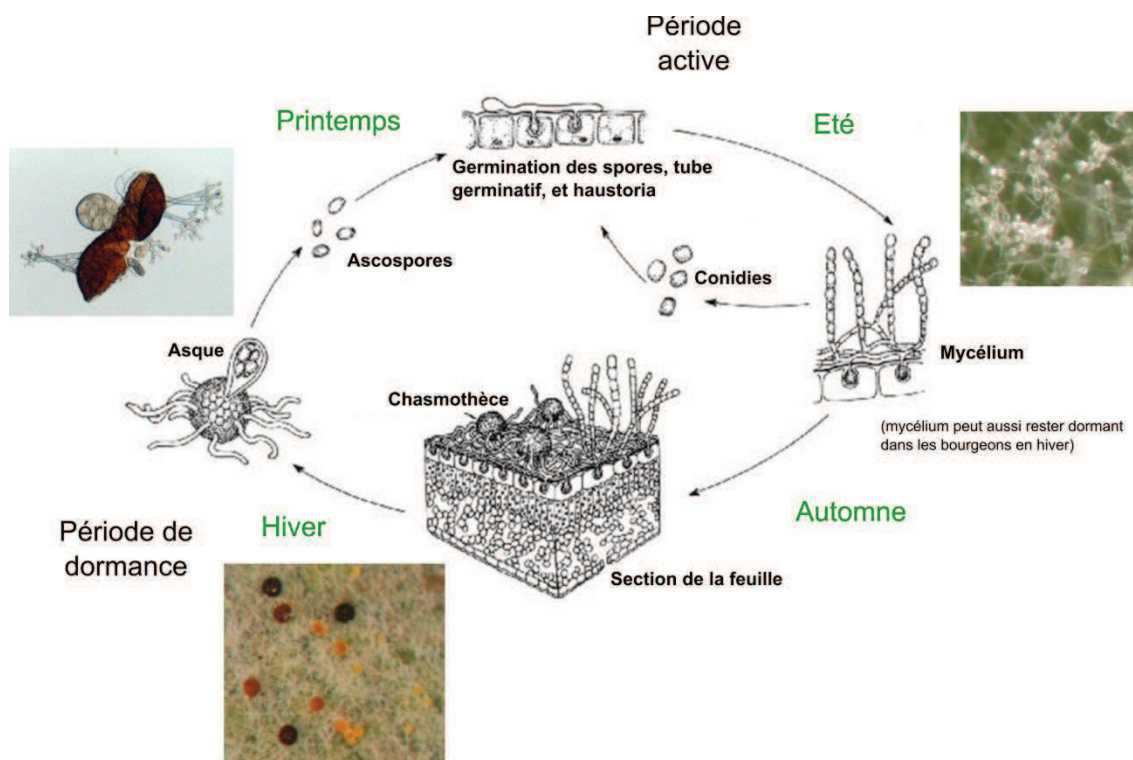 Période
active
Printemps
Eté
Germination des spores, tube
germinatif, et haustoria
Ascospores
Conidies
Asque
Mycélium
Chasmothèce
(mycélium peut aussi rester dormant
dans les bourgeons en hiver)
Automne
Période de
dormance
Hiver
Section de la feuille